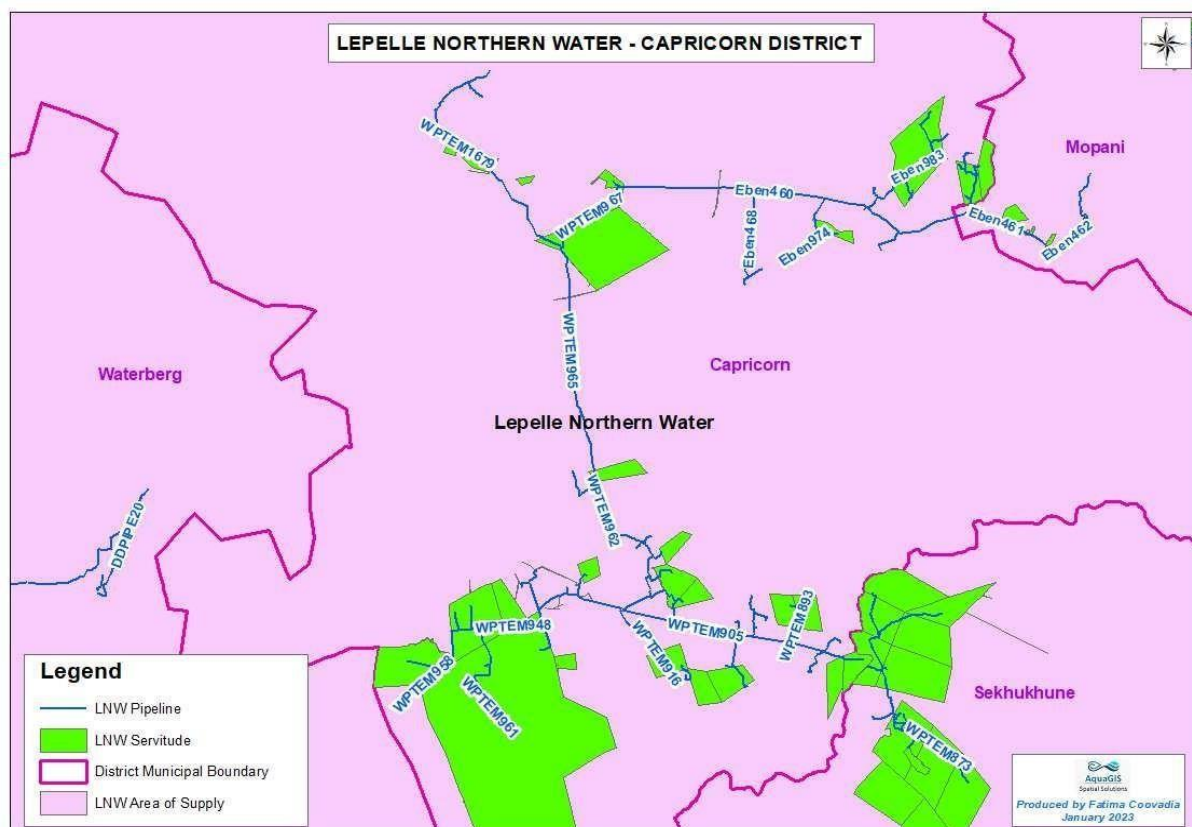 LEPELLE NORTHERN WATER - CAPRICORN DISTRICT
WPTEM1679
Mopani
Eben983
Eben460
WPTEM967
Eben468
Eben974
Eben461
Eben462
WPTEM965
Capricorn
Waterberg
Lepelle Northern Water
WPTEM962
DDPIPE20
WPTEM893
WPTEM948
WPTEM905
WPTEM916
WPTEM958
WPTEM961
Sekhukhune
WPTEM873
Legend
LNW Pipeline
LNW Servitude
District Municipal Boundary
LNW Area of Supply
AquaGIS
Spatial Solutions
Produced by Fatima Coovadia
January 2023